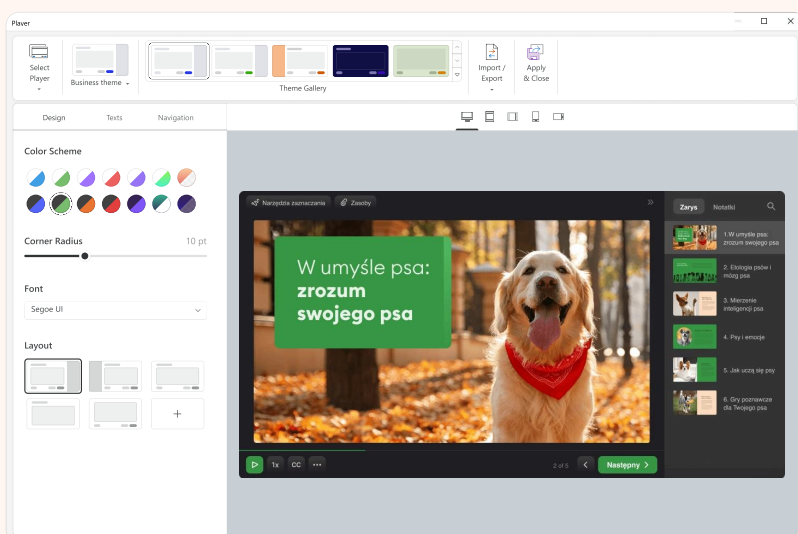 Player
Select
Player
Business theme
Theme Gallery
Import /
Export
Apply
& Close
Design
Texts
Navigation
Color Scheme
Corner Radius
10 pt
Font
Segoe UI
Layout
Narzędzia zaznaczania
Zasoby
W umyśle psa:
zrozum
swojego psa
1x
CC
2 of 6
Następny
Zarys
Notatki
1.W umyśle psa:
zrozum swojego psa
2. Etologia psów i
mózg psa
3. Mierzenie
inteligencji psa
4. Psy i emocje
5. Jak uczą się psy
6. Gry poznawcze
dla Twojego psa